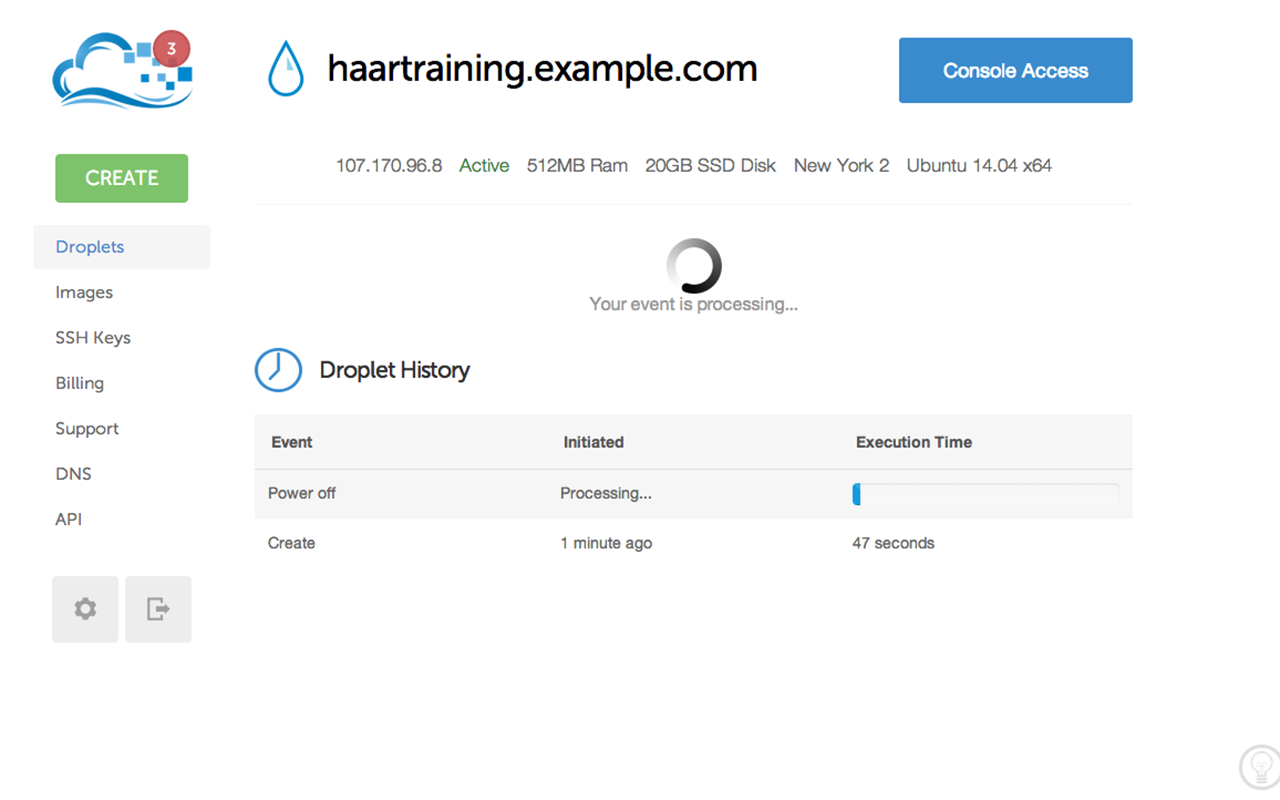 3
haartraining.example.com
Console Access
107.170.96.8 Active 512MB Ram 20GB SSD Disk New York 2 Ubuntu 14.04 x64
CREATE
Droplets
Images
SSH Keys
Billing
Support
DNS
API
Your event is processing...
Droplet History
Event Initiated Execution Time
Power off Processing...
Create 1 minute ago 47 seconds